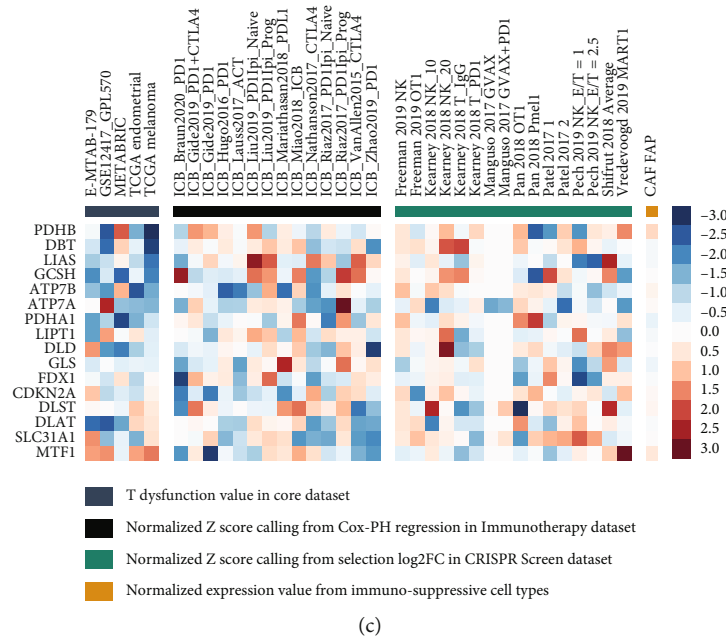 E-MTAB-179
GSE12417_GPL570
METABRIC
TCGA endometrial
TCGA melanoma
ICB_Braun2020_PD1
ICB_Gide2019_PD1+CTLA4
ICB_Gide2019_PD1
ICB_Hugo2016_PD1
ICB_Lauss2017_ACT
ICB_Liu2019_PD1Ipi_Naive
ICB_Liu2019_PD1Ipi_Prog
ICB_Mariathasan2018_PDL1
ICB_Miao2018_ICB
ICB_Nathanson2017_CTLA4
ICB_Riaz2017_PD1Ipi_Naive
ICB_Riaz2017_PD1Ipi_Prog
ICB_VanAllen2015_CTLA4
ICB_Zhao2019_PD1
Freeman 2019 NK
Freeman 2019 OT1
Kearney 2018 NK_10
Kearney 2018 NK_20
Kearney 2018 T_IgG
Kearney 2018 T_PD1
Manguso 2017 GVAX
Manguso 2017 GVAX+PD1
Pan 2018 OT1
Pan 2018 Pmel1
Patel 2017 1
Patel 2017 2
Pech 2019 NK_E/T = 1
Pech 2019 NK_E/T = 2.5
Shifrut 2018 Average
Vredevoogd 2019 MART1
CAF FAP
PDHB
DBT
LIAS
GCSH
ATP7B
ATP7A
PDHA1
LIPT1
DLD
GLS
FDX1
CDKN2A
DLST
DLAT
SLC31A1
MTF1
−3.0
−2.5
−2.0
−1.5
−1.0
−0.5
0.0
0.5
1.0
1.5
2.0
2.5
3.0
T dysfunction value in core dataset
Normalized Z score calling from Cox-PH regression in Immunotherapy dataset
Normalized Z score calling from selection log2FC in CRISPR Screen dataset
Normalized expression value from immuno-suppressive cell types
(c)